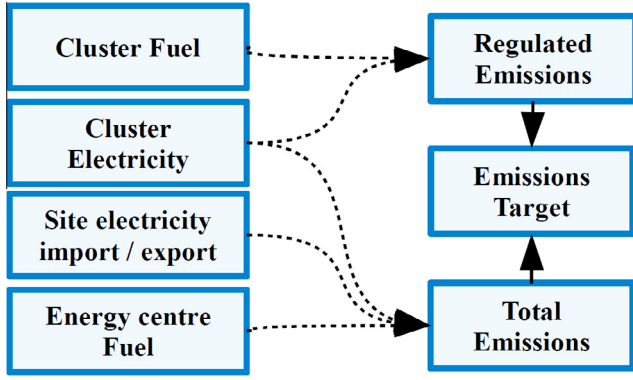 Cluster Fuel
Cluster
Electricity
Site electricity
import / export
Energy centre
Fuel
Regulated
Emissions
Emissions
Target
Total
Emissions